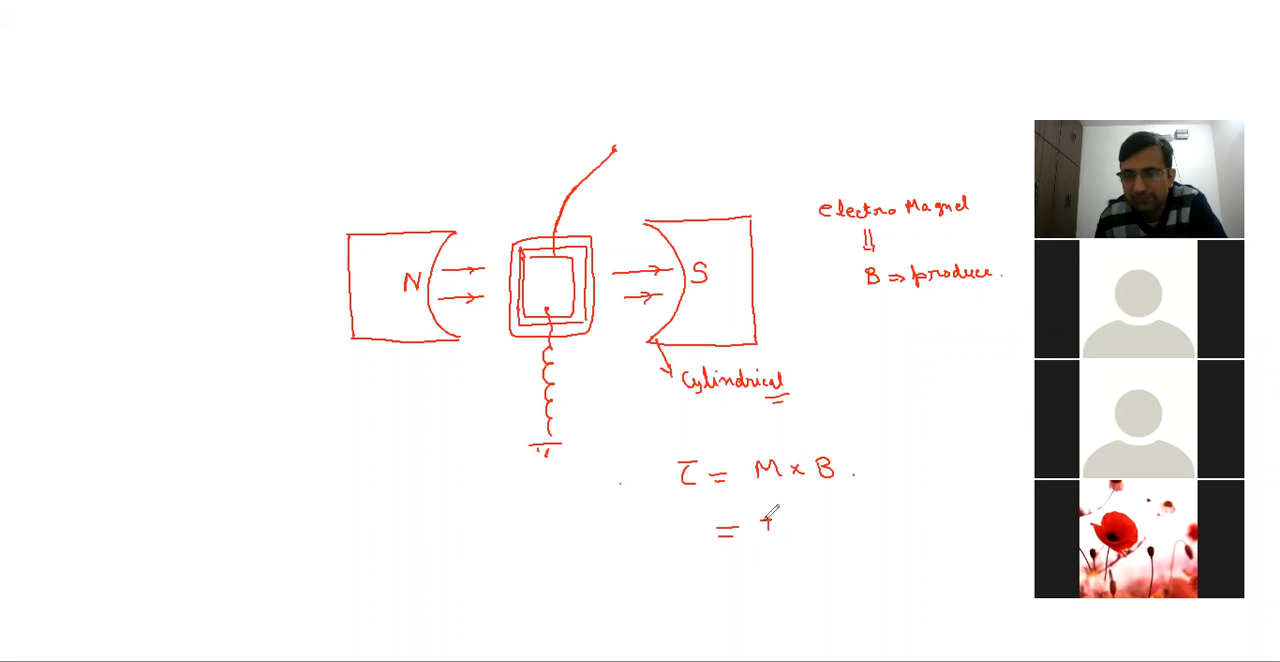 electro Magnet
⇓
B ⇒ produce.
N
S
Cylindrical
τ = M × B.
=